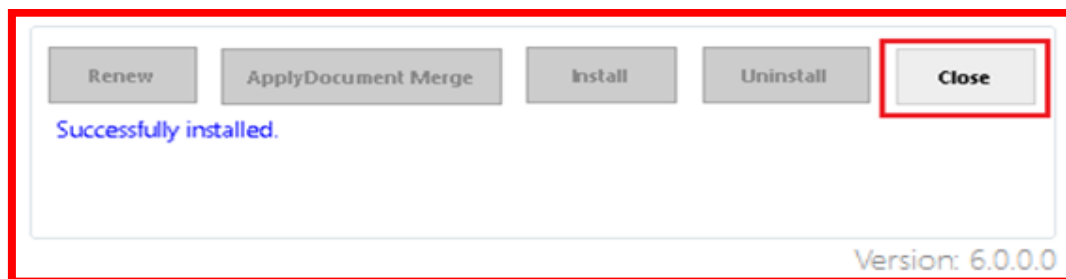 Renew ApplyDocument Merge Install Uninstall Close
Successfully installed.
Version: 6.0.0.0